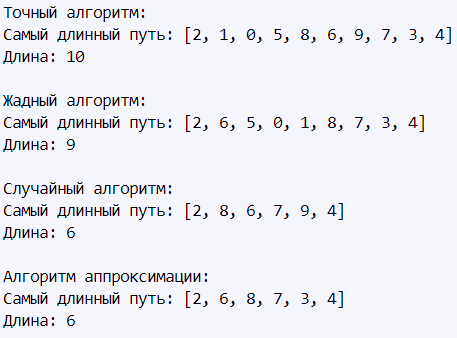 Точный алгоритм:
Самый длинный путь: [2, 1, 0, 5, 8, 6, 9, 7, 3, 4]
Длина: 10
Жадный алгоритм:
Самый длинный путь: [2, 6, 5, 0, 1, 8, 7, 3, 4]
Длина: 9
Случайный алгоритм:
Самый длинный путь: [2, 8, 6, 7, 9, 4]
Длина: 6
Алгоритм аппроксимации:
Самый длинный путь: [2, 6, 8, 7, 3, 4]
Длина: 6